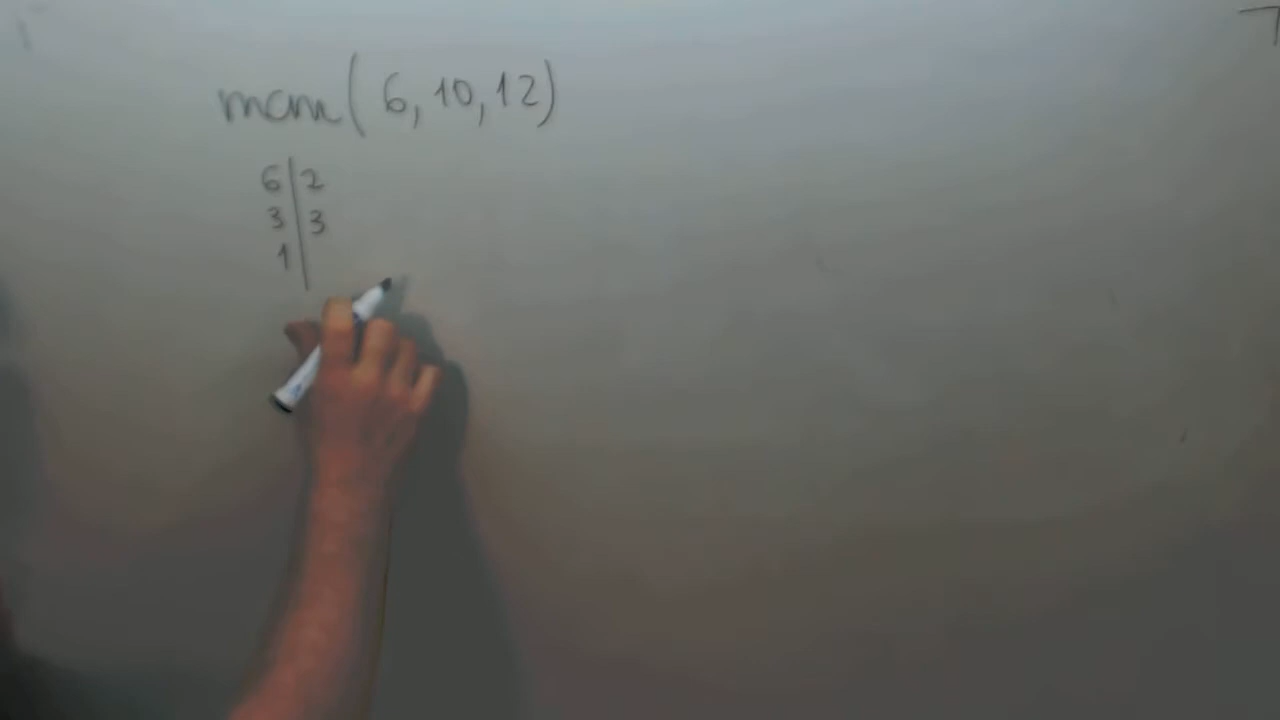 mcm( 6, 10, 12)
6 | 2
3 | 3
1 |